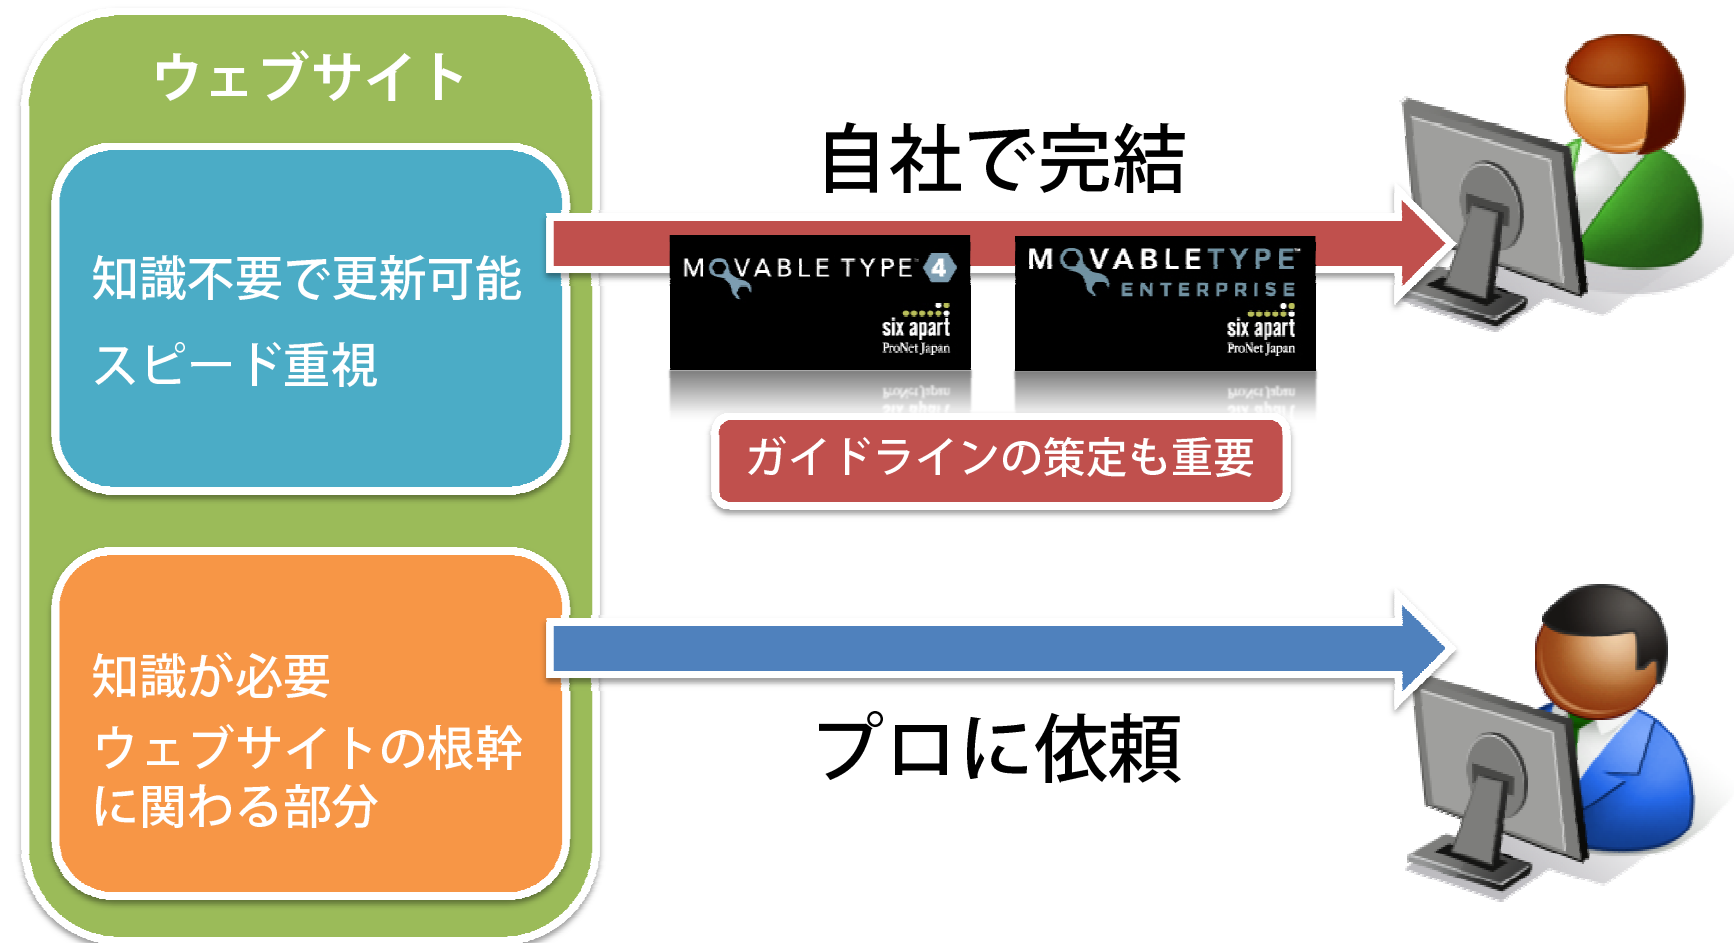 ウェブサイト
知識不要で更新可能
スピード重視
自社で完結
MOVABLE TYPE™ 4
six apart
ProNet Japan
MOVABLETYPE™
ENTERPRISE
six apart
ProNet Japan
ガイドラインの策定も重要
知識が必要
ウェブサイトの根幹
に関わる部分
プロに依頼